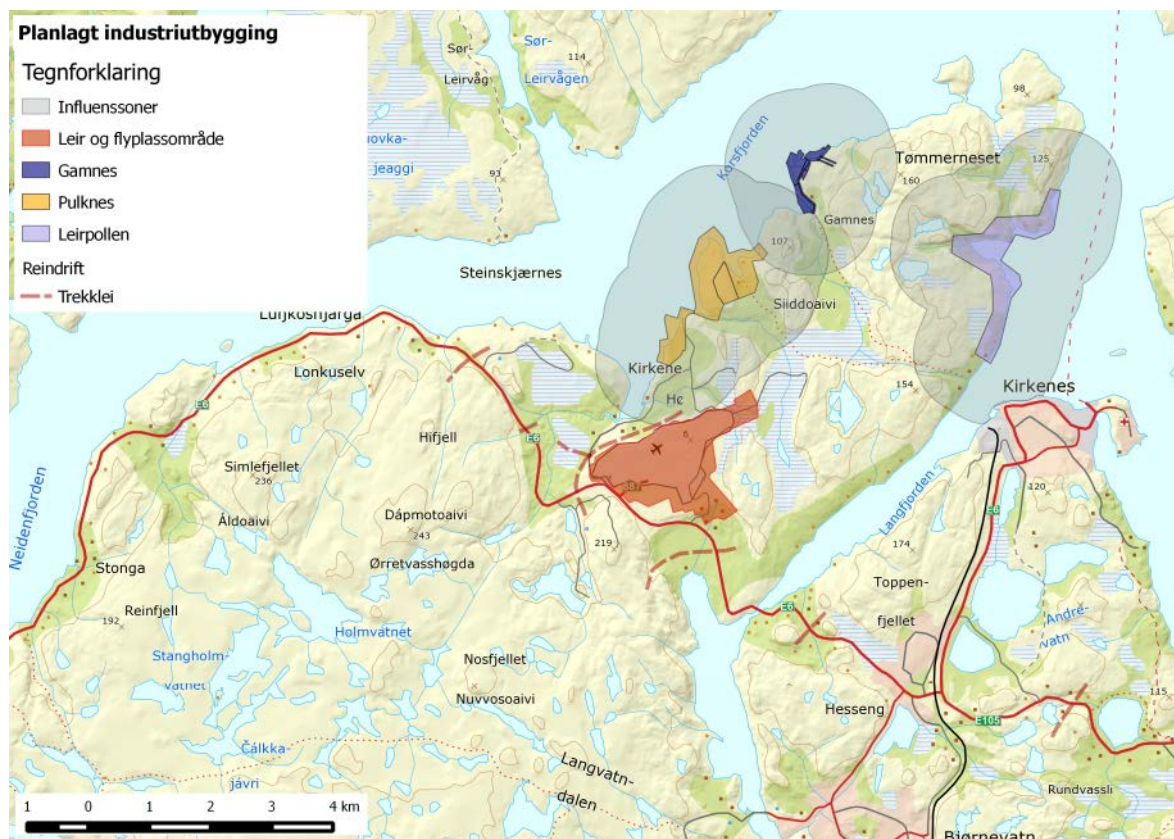 Planlagt industriutbygging
Tegnforklaring
Influenssoner
Leir og flyplassområde
Gamnes
Pulknes
Leirpollen
Reindrift
Trekklei
Sør-
Leirvåg
Sør-
Leirvågen
114
98
jeaggi
93
Korsfjorden
Tømmerneset
125
160
Gamnes
107
Steinskjærnes
Siiddoaivi
Lonkuselv
Kirkene
154
Kirkenes
E6
Hifjell
E6
Simlefjellet
236
Áldoaivi
Dápmotoaivi
243
219
Ørretvasshøgda
Neidenfjorden
Stonga
Reinfjell
192
Holmvatnet
Stangholm-
vatnet
Nosfjellet
Nuvvosoaivi
Langfjorden
E6
120
174
Toppen-
fjellet
E6
Andre-
vatn
115
Hesseng
E105
Čálkka-
jávri
Langvatn-
dalen
Rundvassli
Bjørnevatn
1 0 1 2 3 4 km